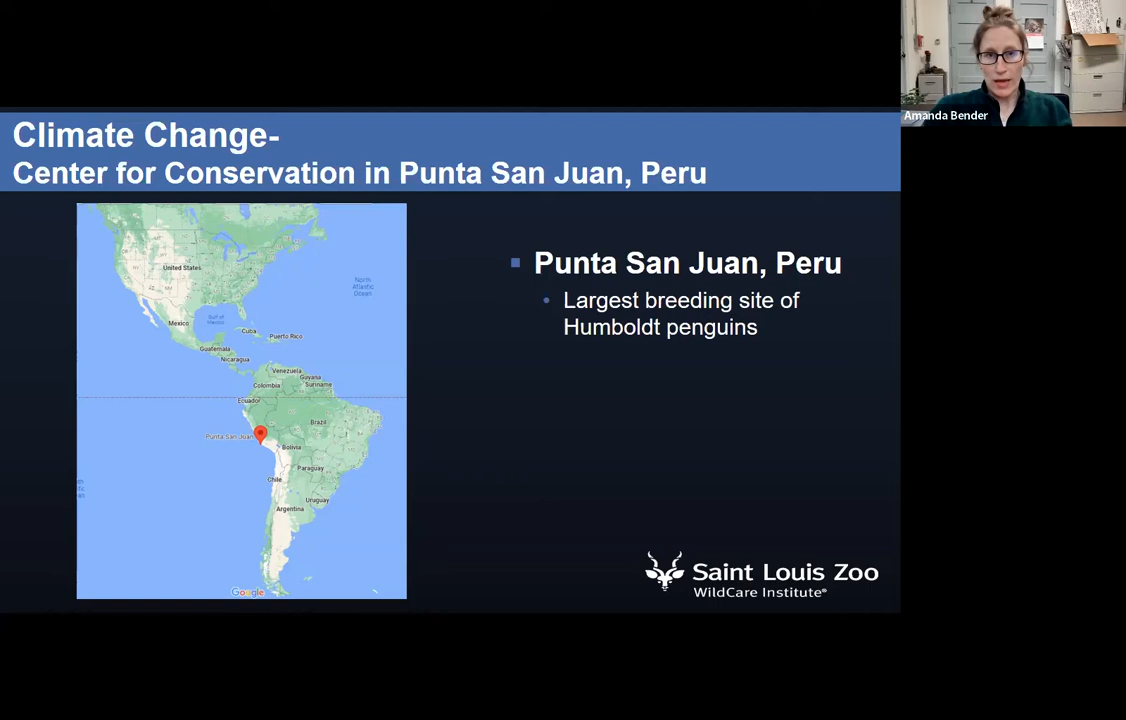 Amanda Bender
Climate Change-
Center for Conservation in Punta San Juan, Peru
United States
North
Atlantic
Ocean
Gulf of
Mexico
Mexico
Cuba
Puerto Rico
Guatemala
Nicaragua
Venezuela
Guyana
Suriname
Colombia
Ecuador
Brazil
Punta San Juan
Bolivia
Paraguay
Chile
Uruguay
Argentina
Google
▪ Punta San Juan, Peru
• Largest breeding site of
Humboldt penguins
Saint Louis Zoo
WildCare Institute®